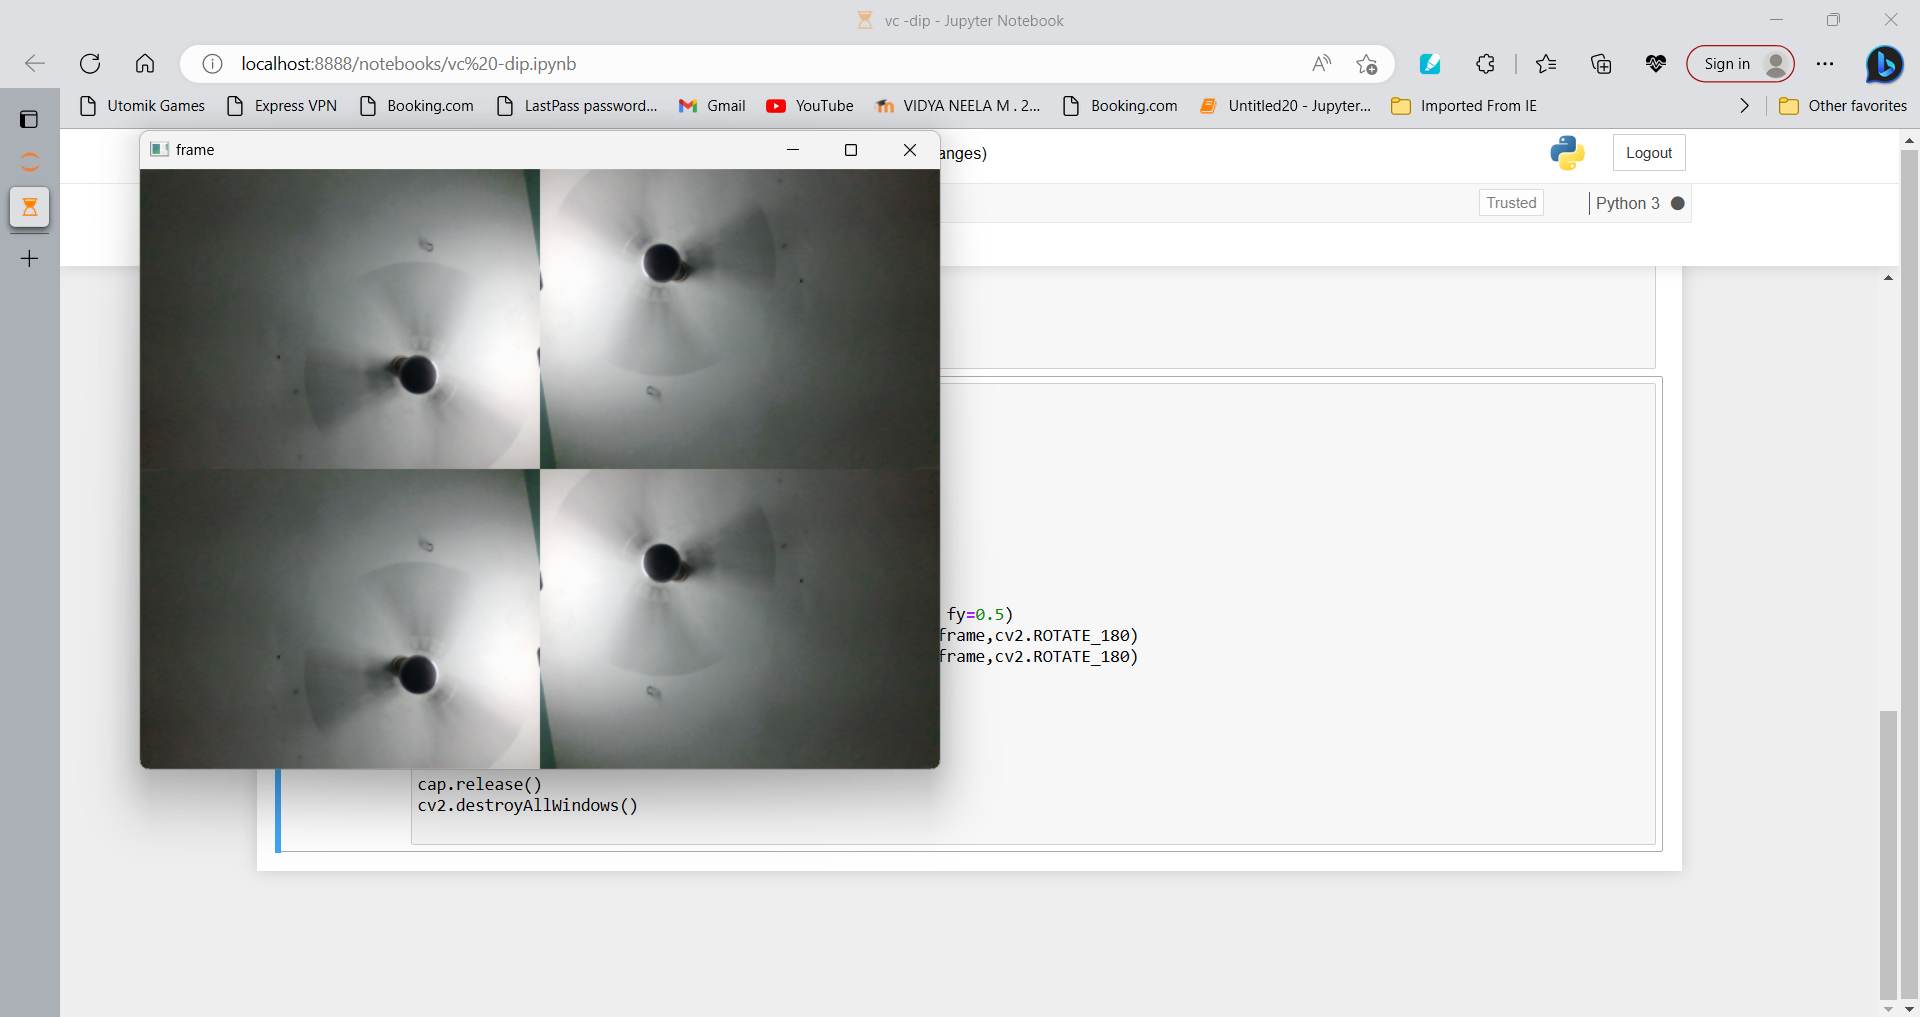 vc -dip - Jupyter Notebook
localhost:8888/notebooks/vc%20-dip.ipynb
Sign in
Utomik Games
Express VPN
Booking.com
LastPass password...
Gmail
YouTube
VIDYA NEELA M . 2...
Booking.com
Untitled20 - Jupyter...
Imported From IE
Other favorites
frame
anges)
Logout
Trusted
Python 3
fy=0.5)
frame,cv2.ROTATE_180)
frame,cv2.ROTATE_180)
cap.release()
cv2.destroyAllWindows()